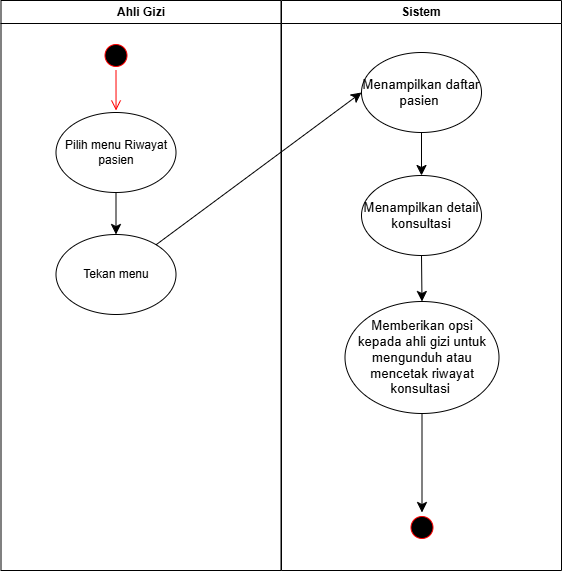 Ahli Gizi
Sistem
Pilih menu Riwayat
pasien
Tekan menu
Menampilkan daftar
pasien
Menampilkan detail
konsultasi
Memberikan opsi
kepada ahli gizi untuk
mengunduh atau
mencetak riwayat
konsultasi